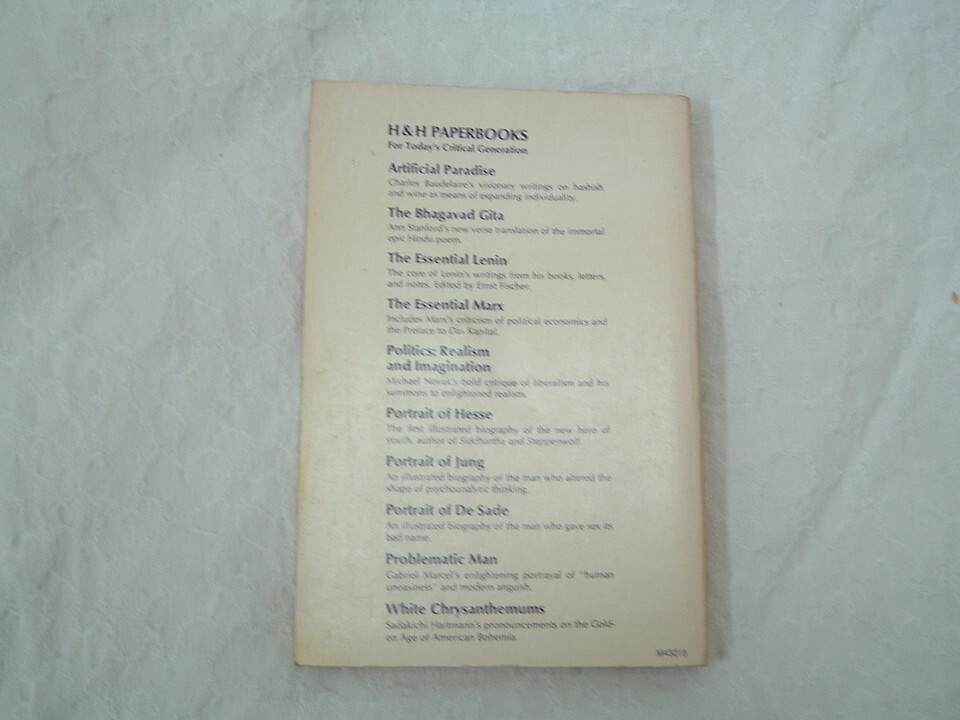 H & H PAPERBOOKS
For Today's Critical Generation
Artificial Paradise
Charles Baudelaire's visionary writings on hashish
and wine as means of expanding individuality.
The Bhagavad Gita
Ann Stanford's new verse translation of the immortal
epic Hindu poem.
The Essential Lenin
The core of Lenin's writings from his books, letters,
and notes. Edited by Ernst Fischer.
The Essential Marx
Includes Marx's criticism of political economics and
the Preface to Das Kapital.
Politics: Realism
and Imagination
Michael Novak's bold critique of liberalism and his
summons to enlightened realism.
Portrait of Hesse
The first illustrated biography of the new hero of
youth, author of Siddhartha and Steppenwolf.
Portrait of Jung
An illustrated biography of the man who altered the
shape of psychoanalytic thinking.
Portrait of De Sade
An illustrated biography of the man who gave sex its
bad name.
Problematic Man
Gabriel Marcel's enlightening portrayal of "human
uneasiness" and modern anguish.
White Chrysanthemums
Sadakichi Hartmann's pronouncements on the Gold-
en Age of American Bohemia.
M43218